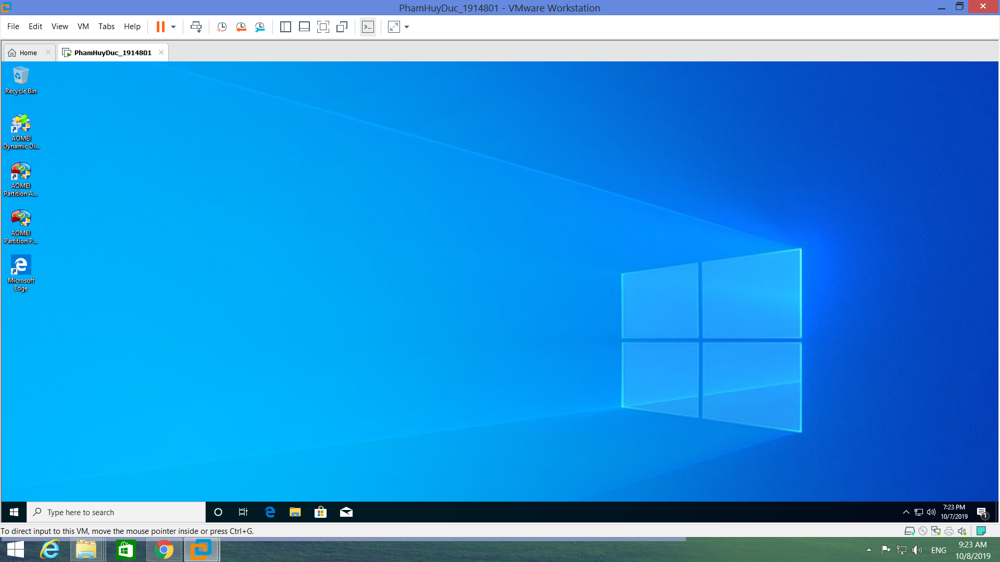 PhamHuyDuc_1914801 - VMware Workstation
File Edit View VM Tabs Help
Home PhamHuyDuc_1914801
Recycle Bin
AOMEI
Dynamic Di...
AOMEI
Partition A...
AOMEI
Partition P...
Microsoft
Edge
Type here to search
7:23 PM
10/7/2019
1
To direct input to this VM, move the mouse pointer inside or press Ctrl+G.
ENG
9:23 AM
10/8/2019